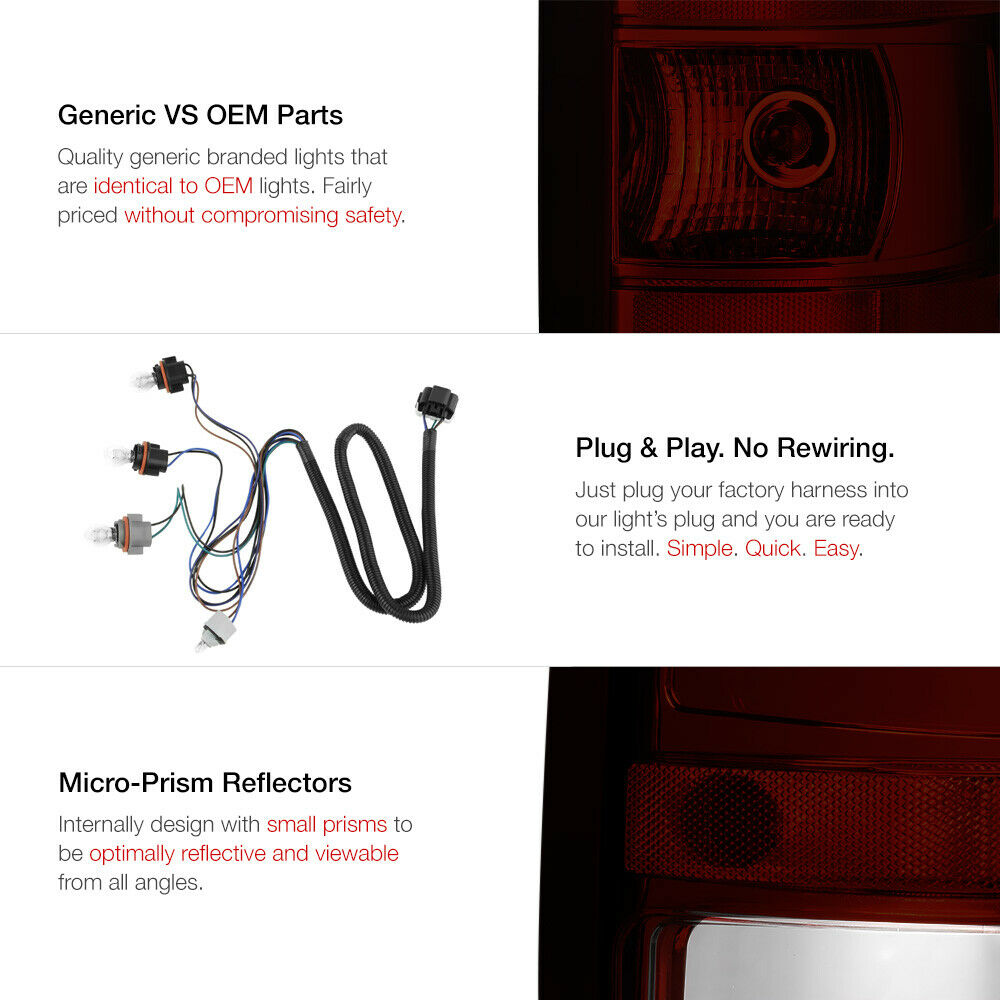 Generic VS OEM Parts
Quality generic branded lights that
are identical to OEM lights. Fairly
priced without compromising safety.
Plug & Play. No Rewiring.
Just plug your factory harness into
our light's plug and you are ready
to install. Simple. Quick. Easy.
Micro-Prism Reflectors
Internally design with small prisms to
be optimally reflective and viewable
from all angles.